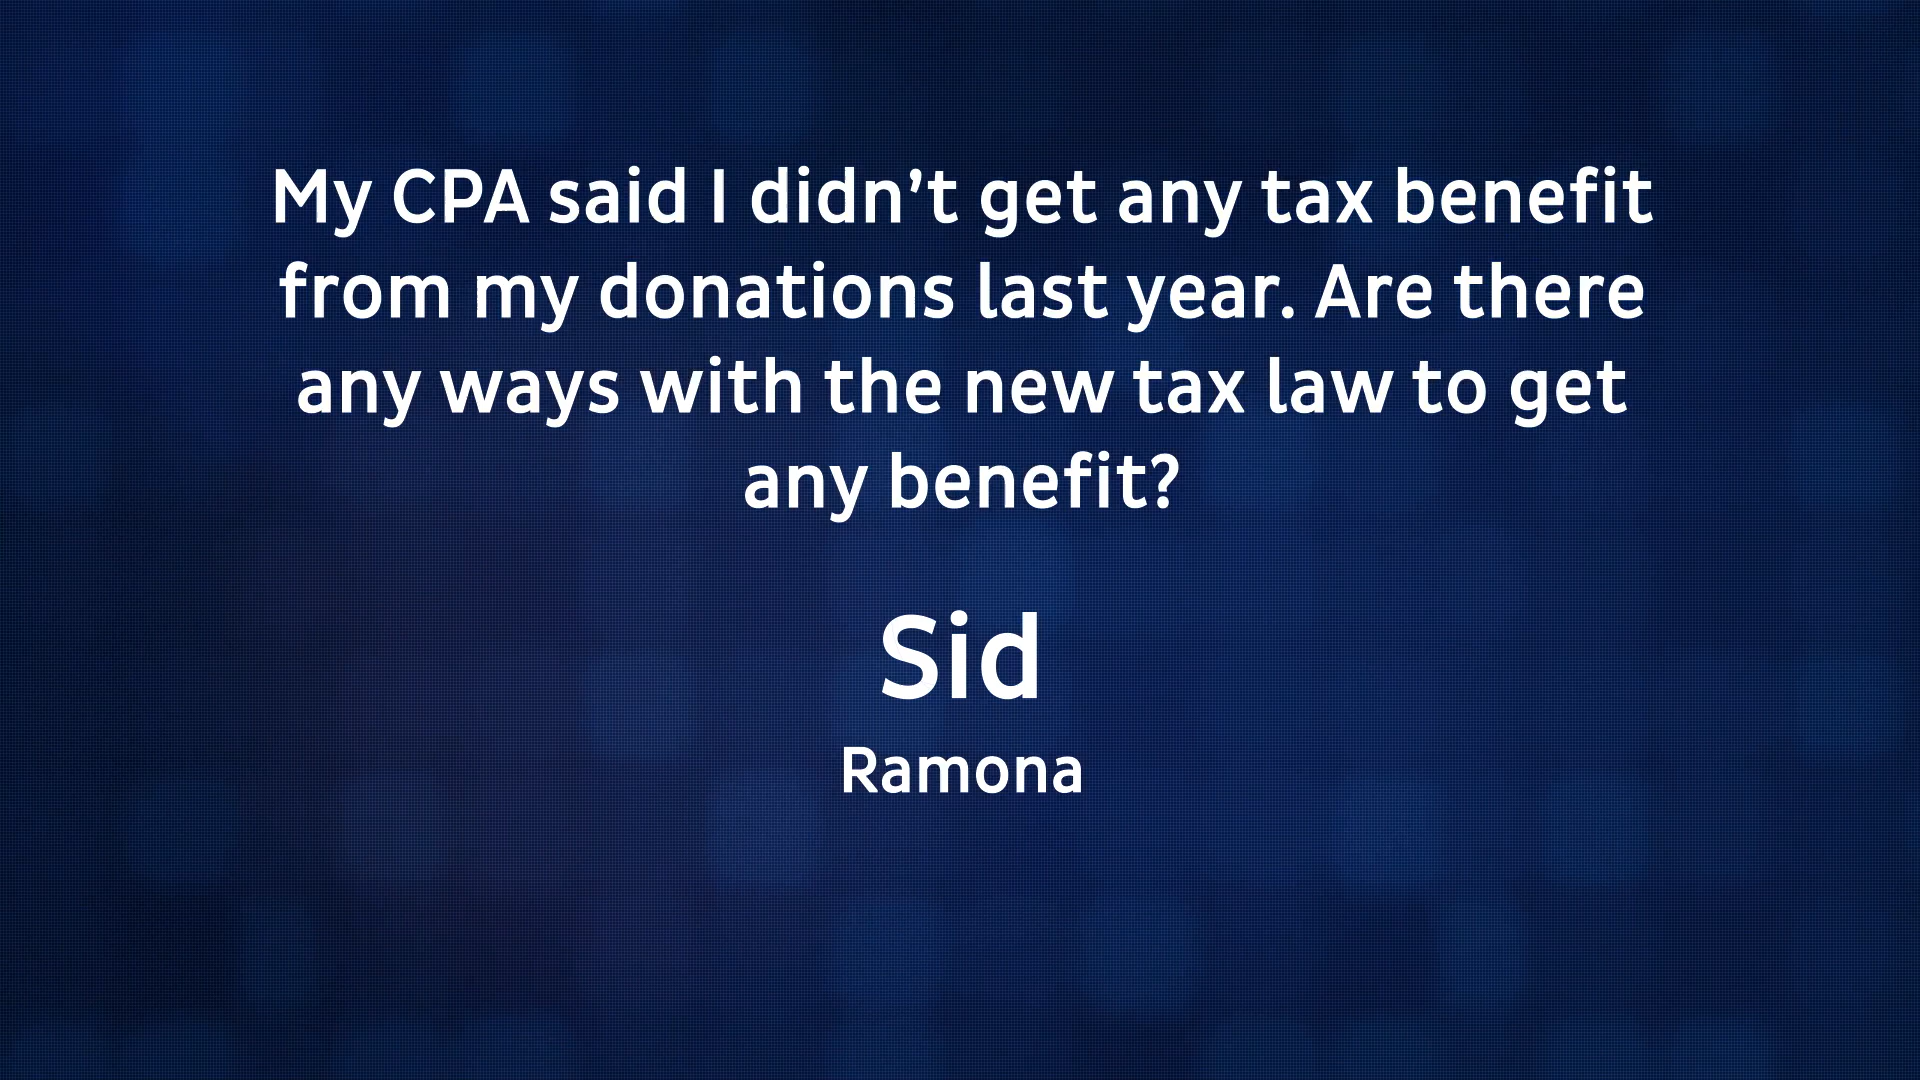 My CPA said I didn’t get any tax benefit
from my donations last year. Are there
any ways with the new tax law to get
any benefit?
Sid
Ramona